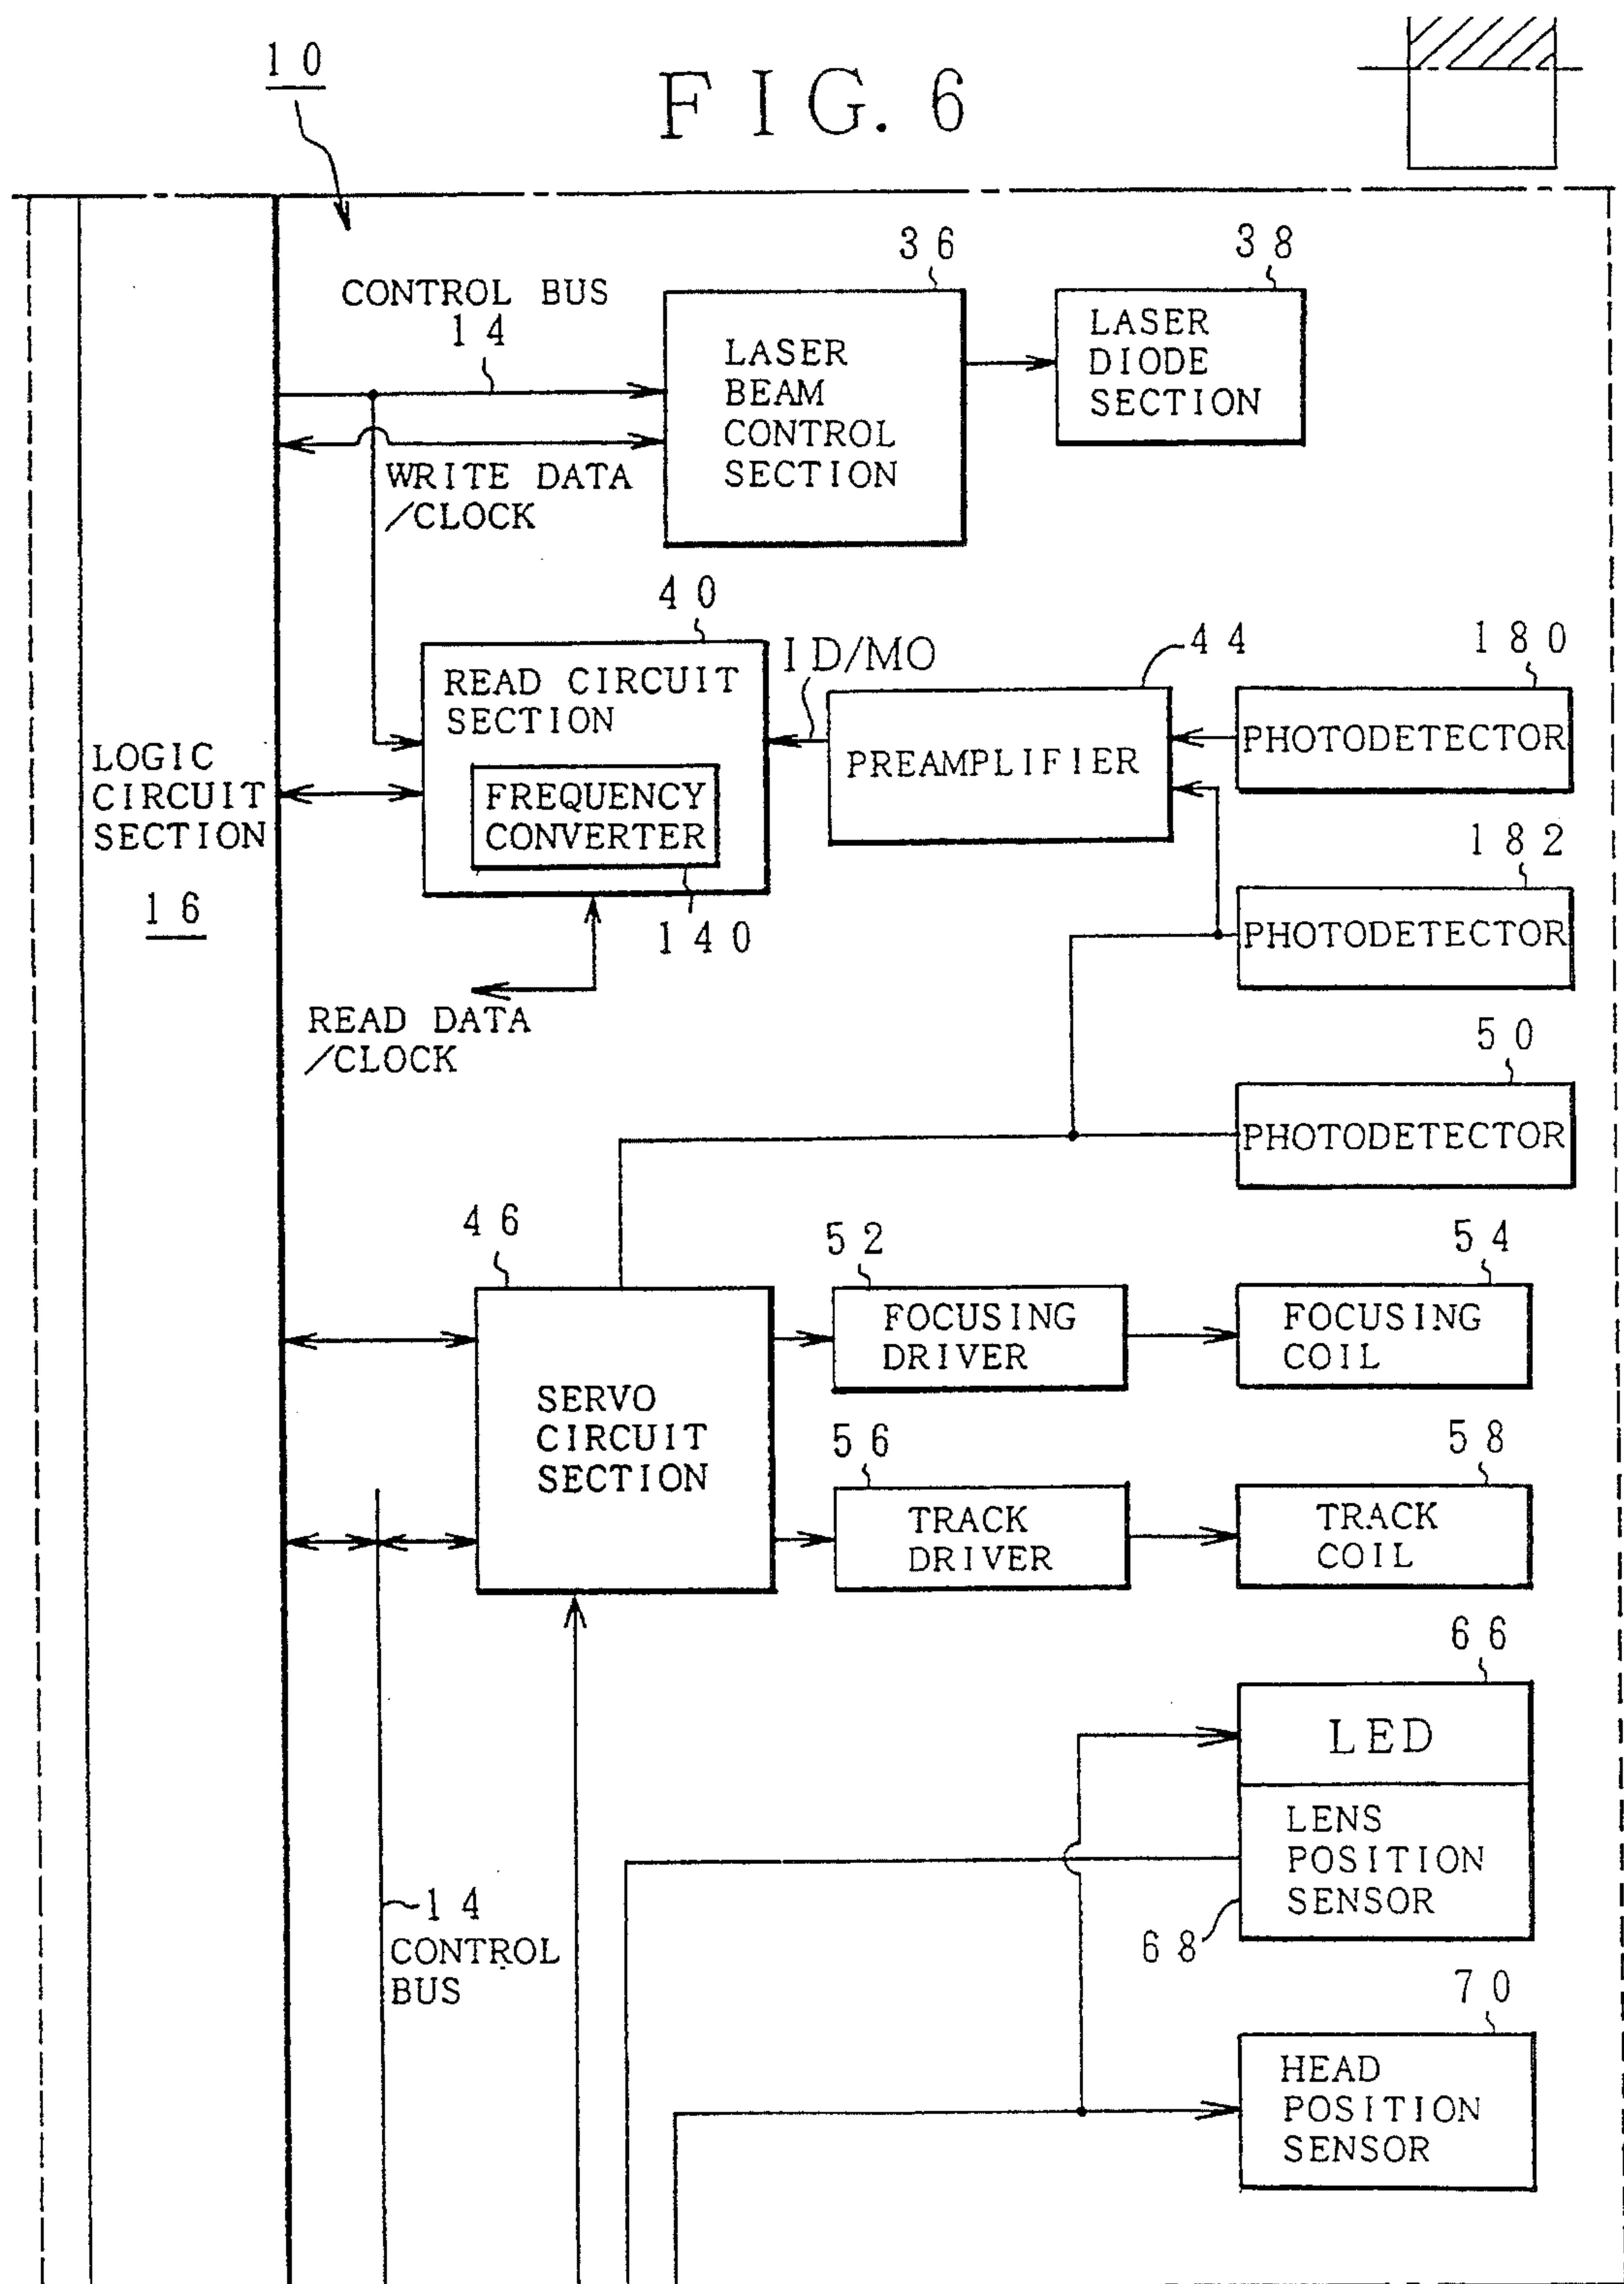 FIG. 6
10
CONTROL BUS
14
36
38
LASER
BEAM
CONTROL
SECTION
LASER
DIODE
SECTION
WRITE DATA
/CLOCK
40
ID/MO
44
180
READ CIRCUIT
SECTION
PREAMPLIFIER
PHOTODETECTOR
LOGIC
CIRCUIT
SECTION
16
FREQUENCY
CONVERTER
140
182
PHOTODETECTOR
READ DATA
/CLOCK
50
PHOTODETECTOR
46
52
54
FOCUSING
DRIVER
FOCUSING
COIL
SERVO
CIRCUIT
SECTION
56
58
TRACK
DRIVER
TRACK
COIL
66
LED
LENS
POSITION
SENSOR
68
14
CONTROL
BUS
70
HEAD
POSITION
SENSOR